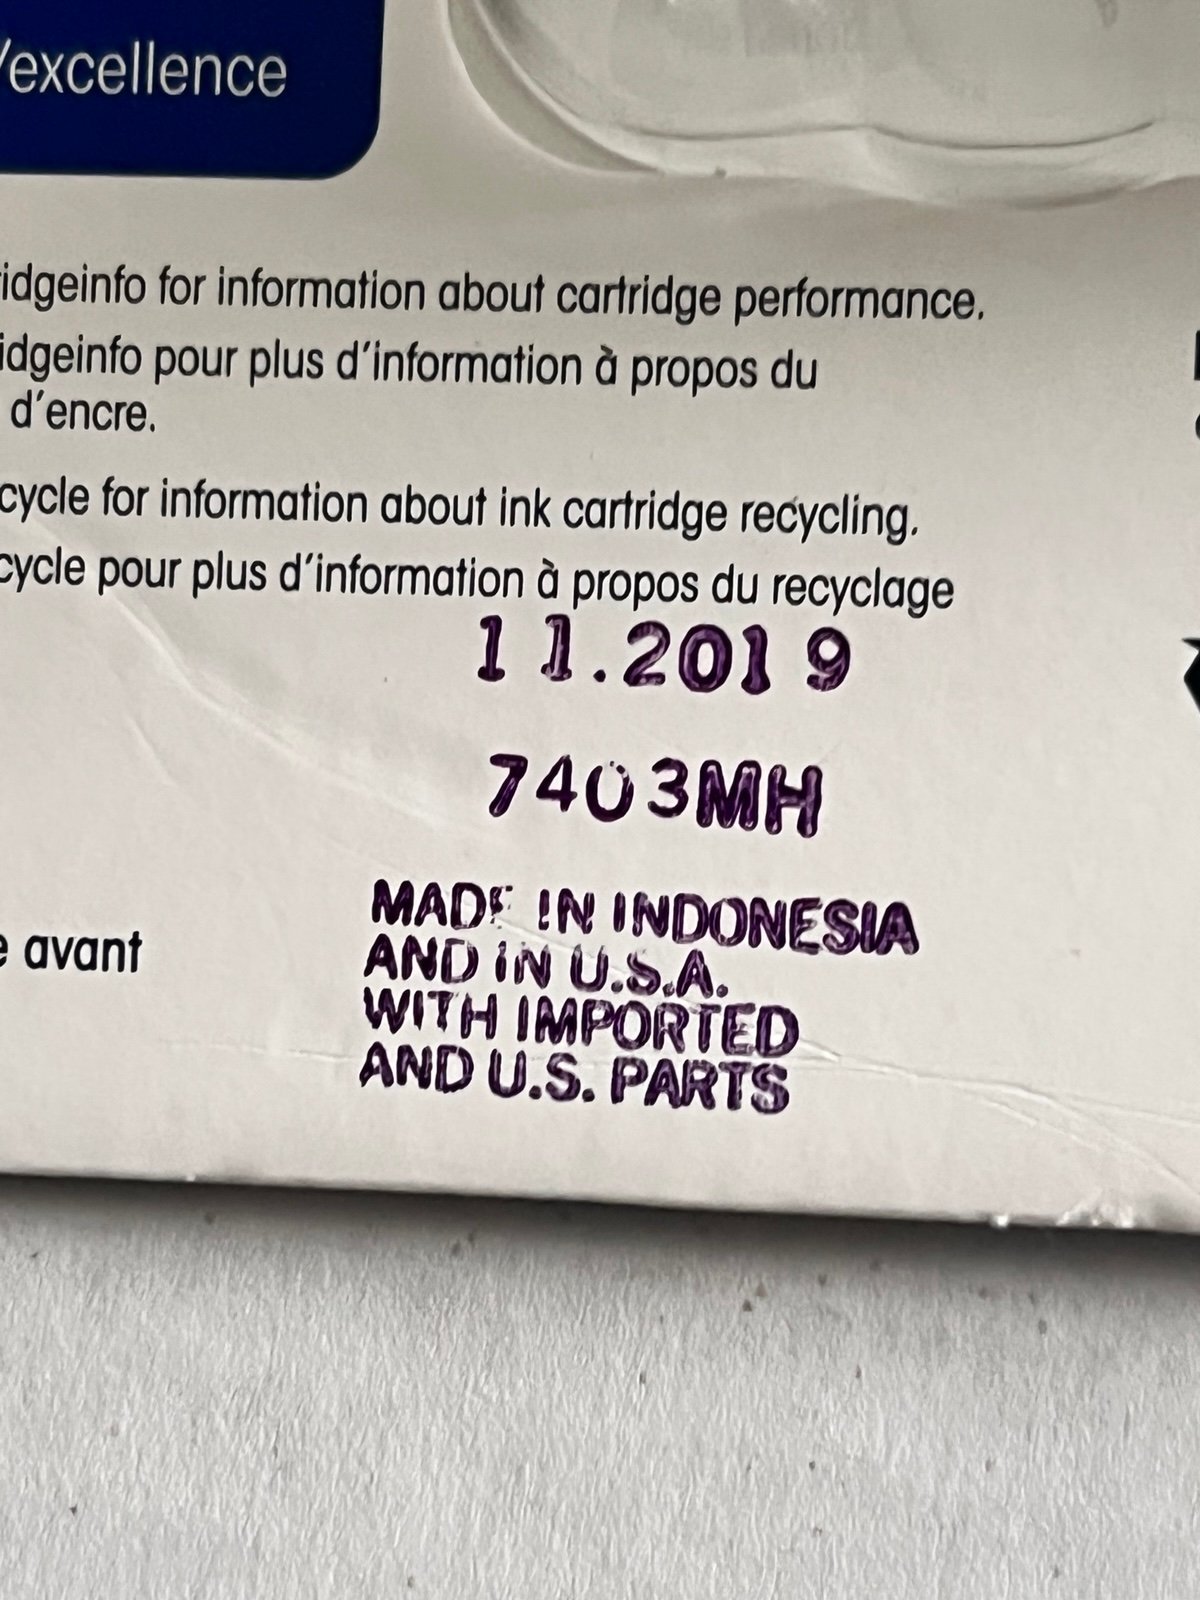 /excellence
idgeinfo for information about cartridge performance.
idgeinfo pour plus d'information à propos du
d'encre.
cycle for information about ink cartridge recycling.
cycle pour plus d'information à propos du recyclage
11.2019
7403MH
e avant
MADE IN INDONESIA
AND IN U.S.A.
WITH IMPORTED
AND U.S. PARTS